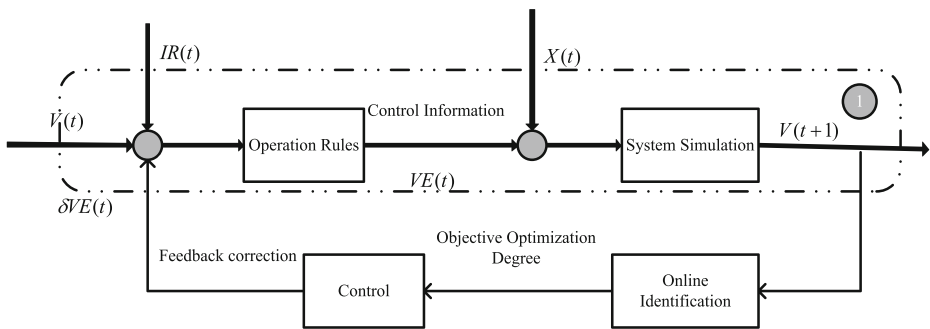 IR(t)
X(t)
V(t)
Control Information
1
V(t+1)
Operation Rules
System Simulation
VE(t)
δVE(t)
Feedback correction
Objective Optimization
Degree
Control
Online
Identification